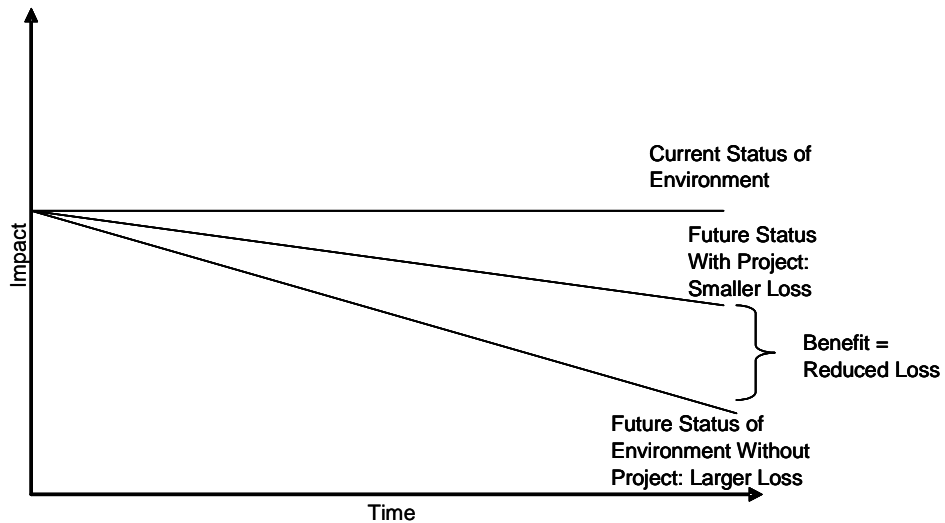 Current Status of
Environment
Impact
Future Status
With Project:
Smaller Loss
Benefit =
Reduced Loss
Future Status of
Environment Without
Project: Larger Loss
Time